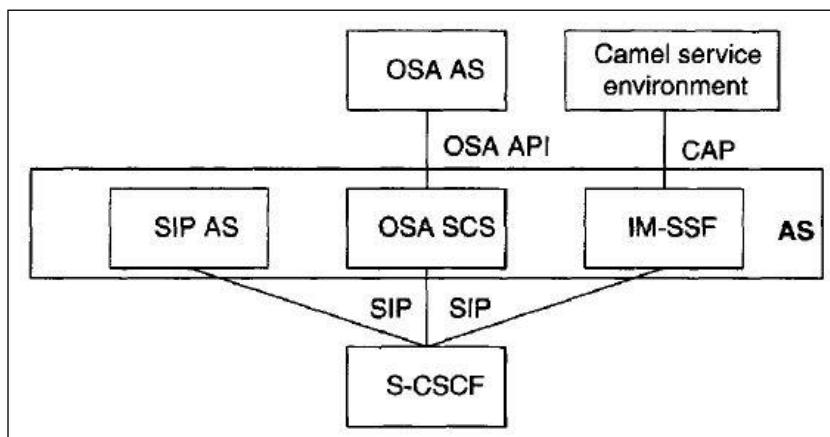 OSA AS
Camel service
environment
OSA API
CAP
SIP AS
OSA SCS
IM-SSF
AS
SIP
SIP
S-CSCF